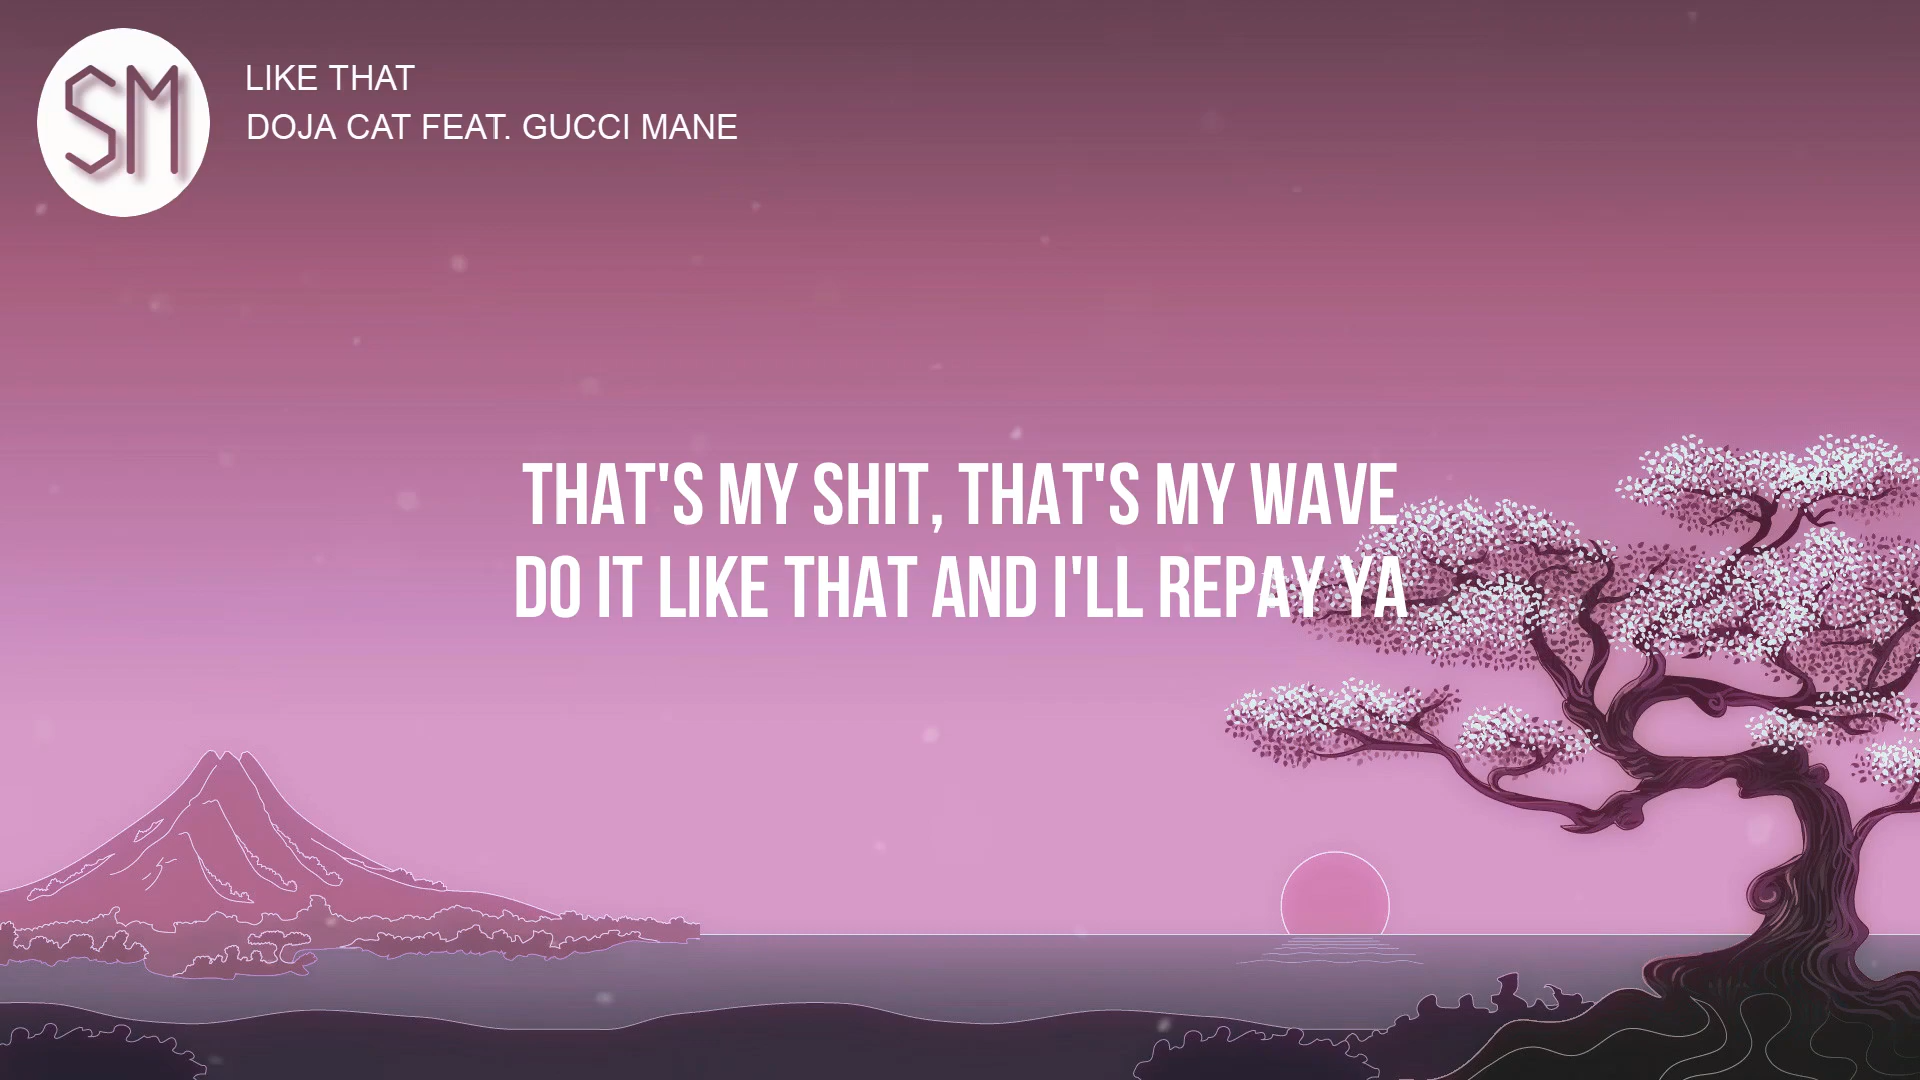 SM
LIKE THAT
DOJA CAT FEAT. GUCCI MANE
THAT'S MY SHIT, THAT'S MY WAVE
DO IT LIKE THAT AND I'LL REPAY YA